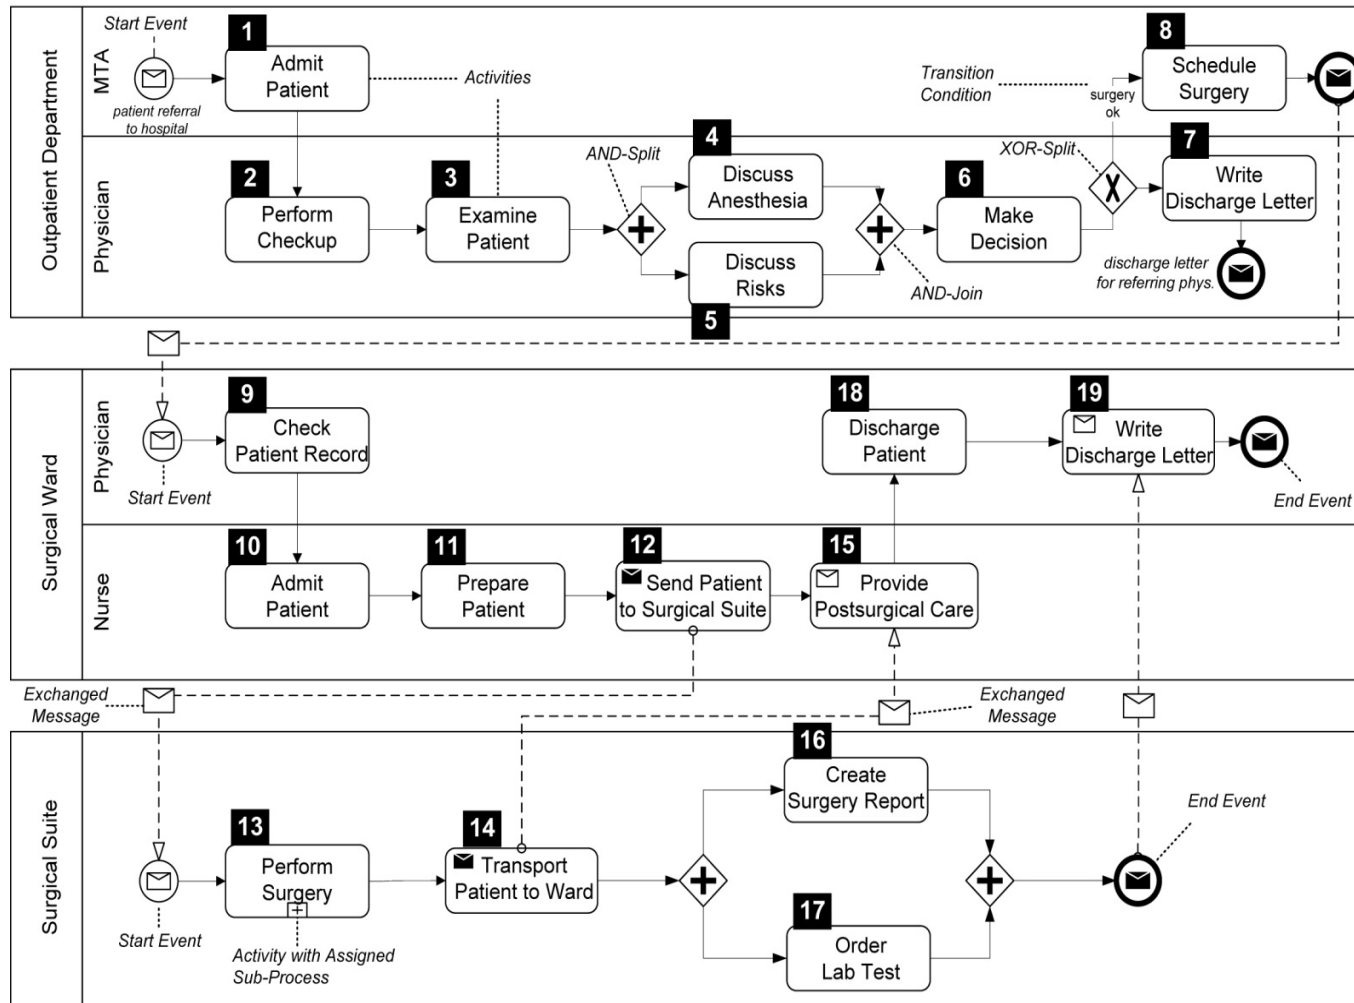 Outpatient Department
MTA
Start Event
patient referral
to hospital
1
Admit
Patient
Activities
Transition
Condition
surgery
ok
8
Schedule
Surgery
Physician
2
Perform
Checkup
3
Examine
Patient
AND-Split
4
Discuss
Anesthesia
Discuss
Risks
5
AND-Join
6
Make
Decision
XOR-Split
X
7
Write
Discharge Letter
discharge letter
for referring phys.
Surgical Ward
Physician
Start Event
9
Check
Patient Record
18
Discharge
Patient
19
Write
Discharge Letter
End Event
Nurse
10
Admit
Patient
11
Prepare
Patient
12
Send Patient
to Surgical Suite
15
Provide
Postsurgical Care
Exchanged
Message
Exchanged
Message
Surgical Suite
Start Event
13
Perform
Surgery
Activity with Assigned
Sub-Process
14
Transport
Patient to Ward
16
Create
Surgery Report
17
Order
Lab Test
End Event